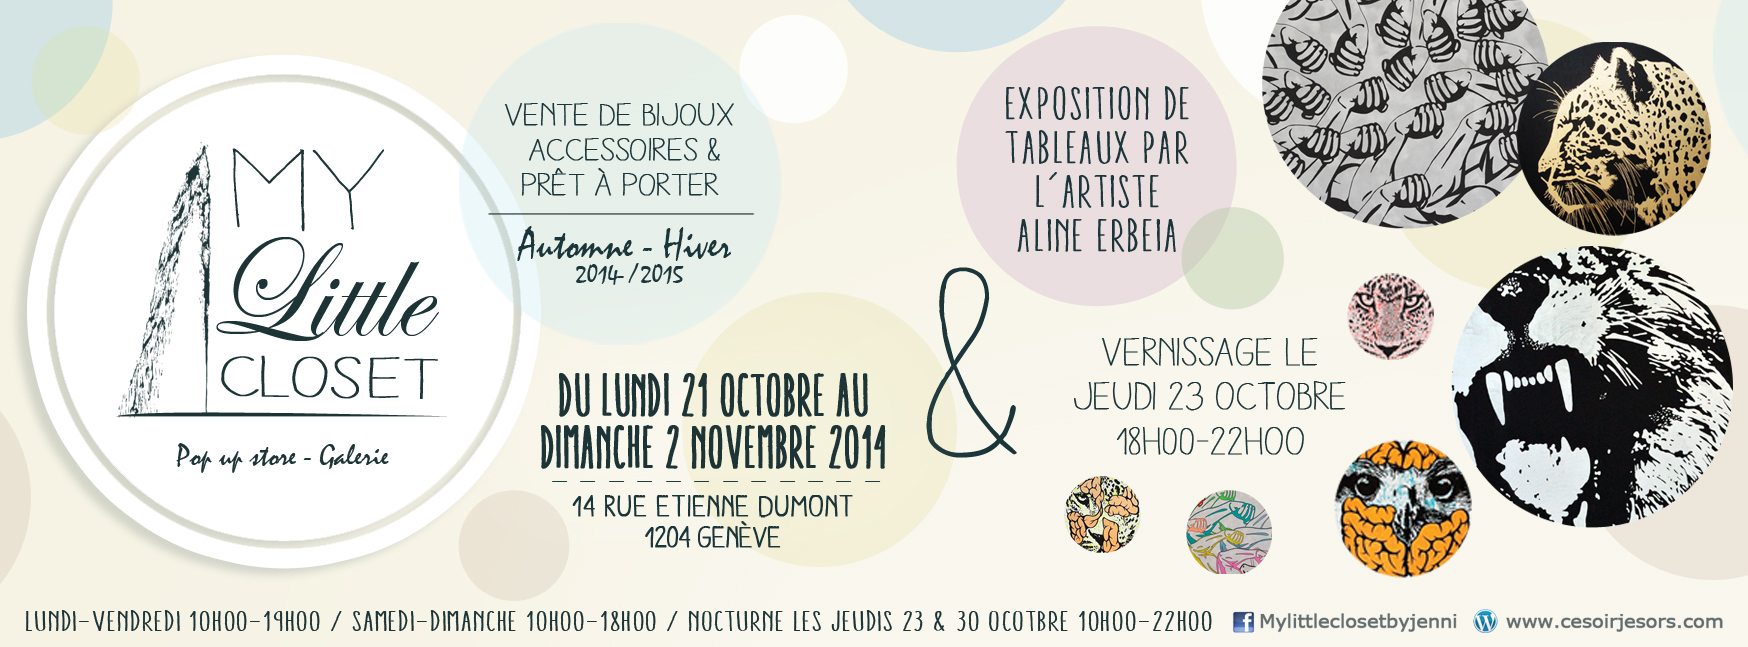 MY
Little
CLOSET
Pop up store - Galerie
VENTE DE BIJOUX
ACCESSOIRES &
PRÊT À PORTER
Automne - Hiver
2014/2015
DU LUNDI 21 OCTOBRE AU
DIMANCHE 2 NOVEMBRE 2014
14 RUE ETIENNE DUMONT
1204 GENÈVE
&
EXPOSITION DE
TABLEAUX PAR
L´ARTISTE
ALINE ERBEIA
VERNISSAGE LE
JEUDI 23 OCTOBRE
18H00-22H00
LUNDI-VENDREDI 10H00-19H00 / SAMEDI-DIMANCHE 10H00-18H00 / NOCTURNE LES JEUDIS 23 & 30 OCOTBRE 10H00-22H00
Mylittleclosetbyjenni
www.cesoirjesors.com